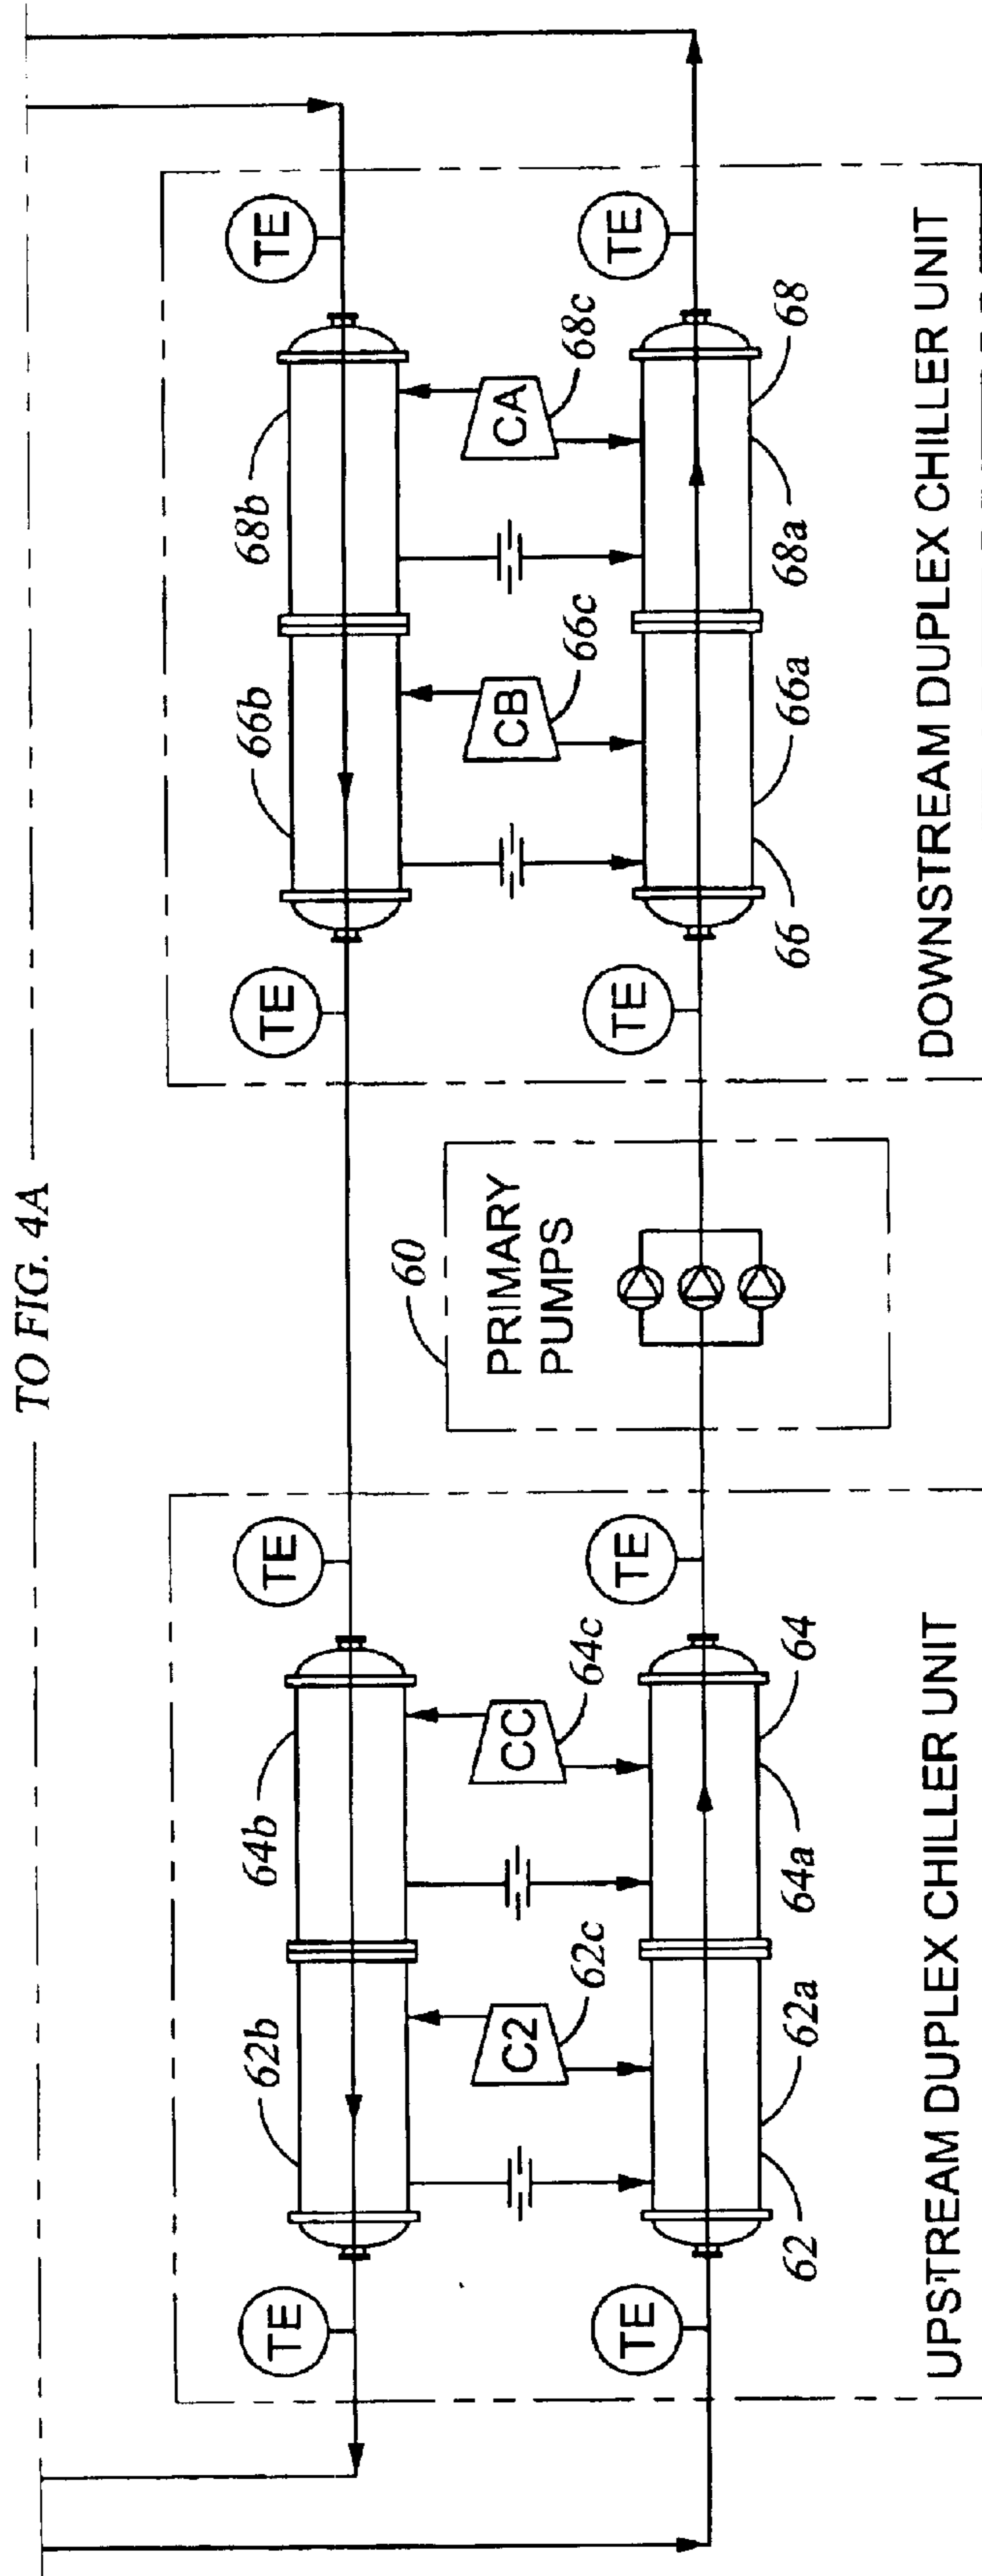 TO FIG. 4A
TE
TE
TE
TE
62b
64b
66b
68b
C2
62c
CC
64c
CB
66c
CA
68c
60
PRIMARY
PUMPS
TE
TE
TE
TE
62
62a
64a
64
66
66a
68a
68
UPSTREAM DUPLEX CHILLER UNIT
DOWNSTREAM DUPLEX CHILLER UNIT